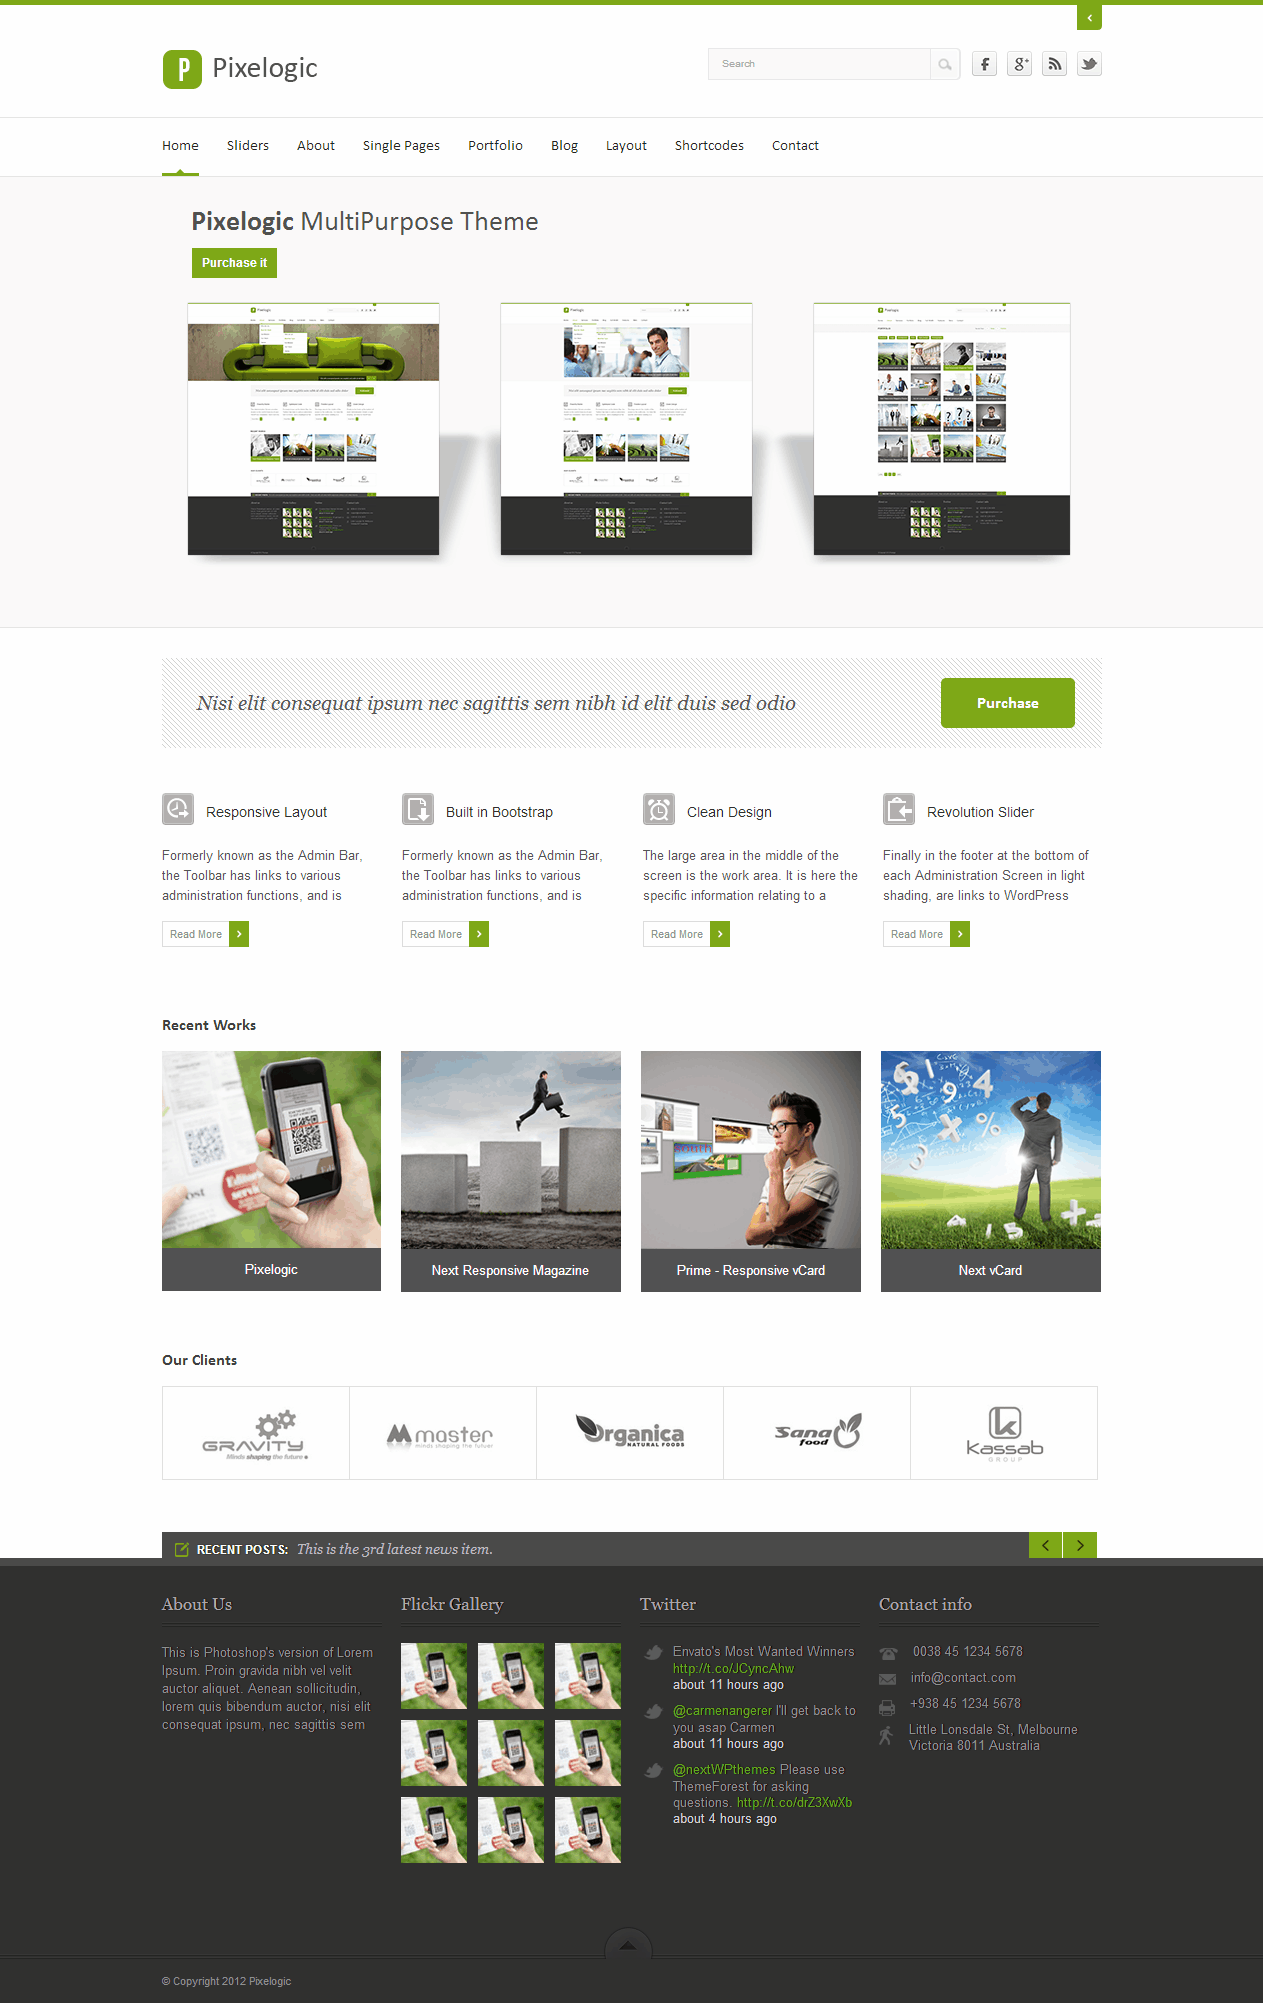 P Pixelogic
Search
Home Sliders About Single Pages Portfolio Blog Layout Shortcodes Contact
Pixelogic MultiPurpose Theme
Purchase it
Nisi elit consequat ipsum nec sagittis sem nibh id elit duis sed odio
Purchase
Responsive Layout
Formerly known as the Admin Bar,
the Toolbar has links to various
administration functions, and is
Read More
Built in Bootstrap
Formerly known as the Admin Bar,
the Toolbar has links to various
administration functions, and is
Read More
Clean Design
The large area in the middle of the
screen is the work area. It is here the
specific information relating to a
Read More
Revolution Slider
Finally in the footer at the bottom of
each Administration Screen in light
shading, are links to WordPress
Read More
Recent Works
Pixelogic
Next Responsive Magazine
Prime - Responsive vCard
Next vCard
Our Clients
GRAVITY
Minds shaping the future
master
minds shaping the futuer
Organica
NATURAL FOODS
Sana
food
k
Kassab
GROUP
RECENT POSTS: This is the 3rd latest news item.
About Us
This is Photoshop's version of Lorem
Ipsum. Proin gravida nibh vel velit
auctor aliquet. Aenean sollicitudin,
lorem quis bibendum auctor, nisi elit
consequat ipsum, nec sagittis sem
Flickr Gallery
Twitter
Envato's Most Wanted Winners
http://t.co/JCyncAhw
about 11 hours ago
@carmenangerer I'll get back to
you asap Carmen
about 11 hours ago
@nextWPthemes Please use
ThemeForest for asking
questions. http://t.co/drZ3XwXb
about 4 hours ago
Contact info
0038 45 1234 5678
info@contact.com
+938 45 1234 5678
Little Lonsdale St, Melbourne
Victoria 8011 Australia
© Copyright 2012 Pixelogic